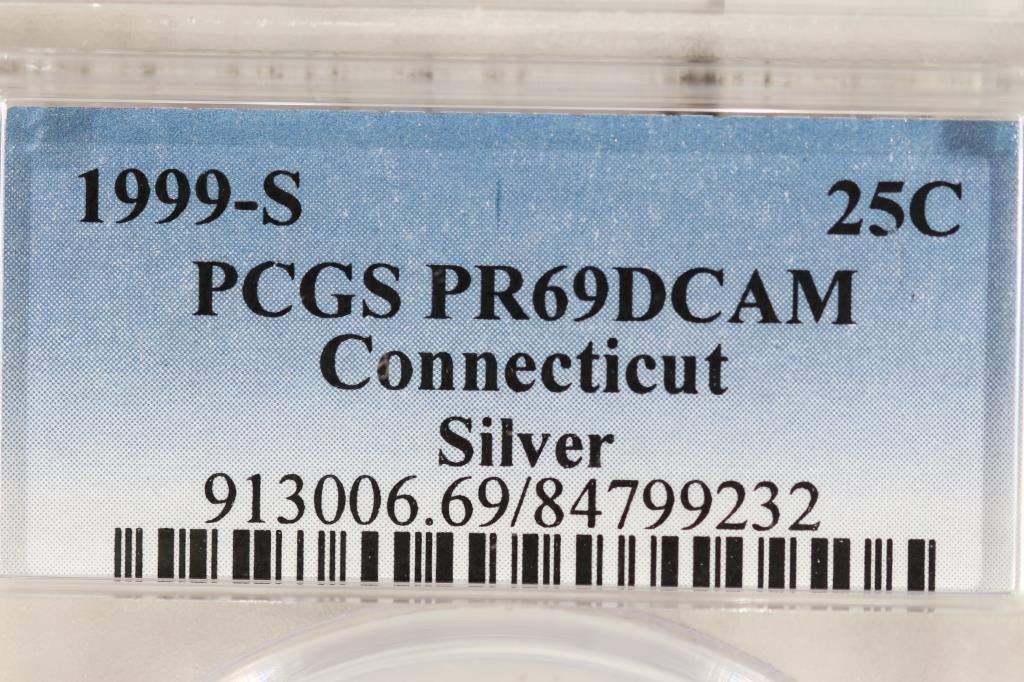 1999-S 25C
PCGS PR69DCAM
Connecticut
Silver
913006.69/84799232